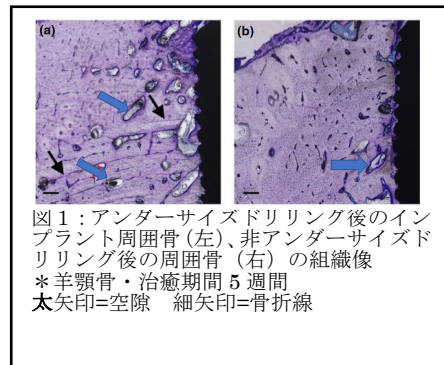 (a)
(b)
図１：アンダーサイズドリリング後のイン
プラント周囲骨（左）、非アンダーサイズド
リリング後の周囲骨（右）の組織像
＊羊顎骨・治癒期間５週間
太矢印=空隙　細矢印=骨折線